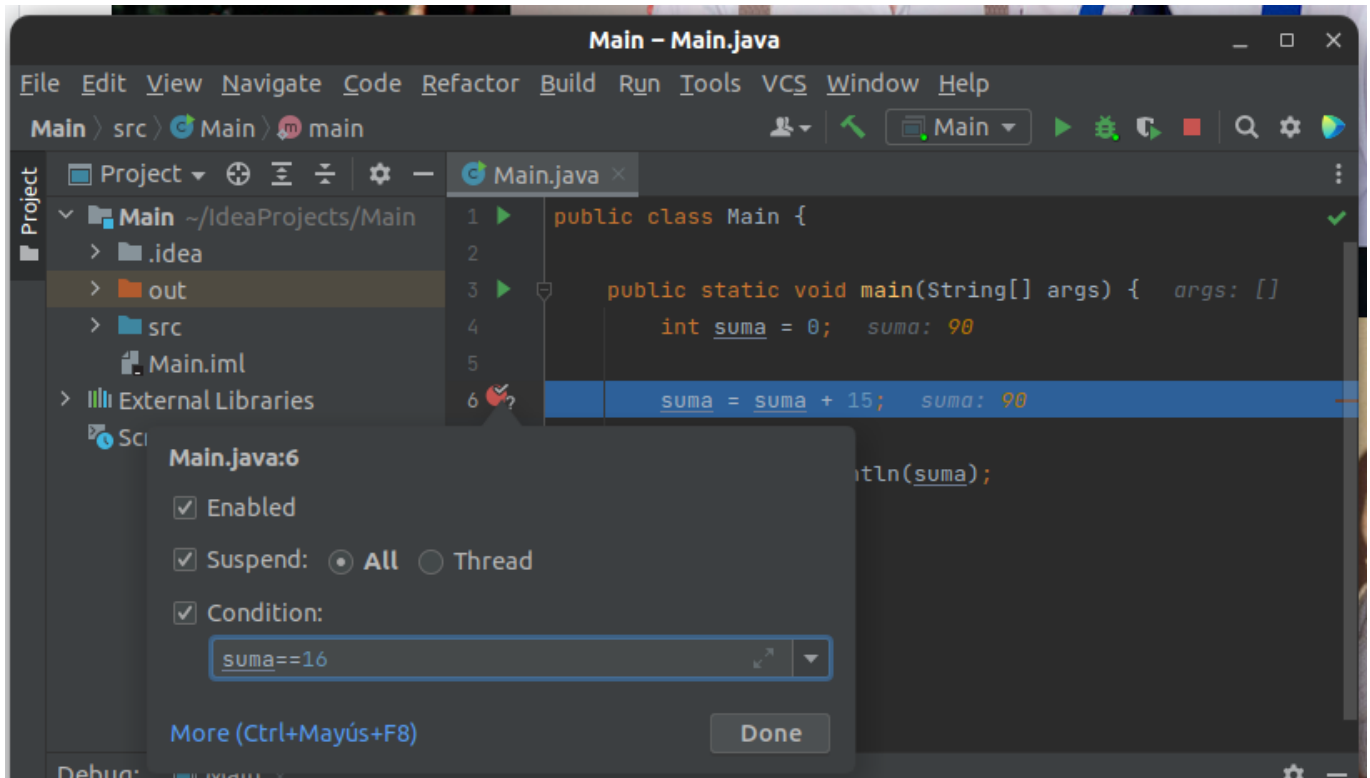 Main – Main.java
File Edit View Navigate Code Refactor Build Run Tools VCS Window Help
Main src Main main Main
Project Main.java
Project
Main ~/IdeaProjects/Main
.idea
out
src
Main.iml
External Libraries
Scr
1 public class Main {
2
3 public static void main(String[] args) { args: []
4 int suma = 0; suma: 90
5
6 suma = suma + 15; suma: 90
ntln(suma);
Main.java:6
Enabled
Suspend: All Thread
Condition:
suma==16
More (Ctrl+Mayús+F8)
Done
Debug: Main